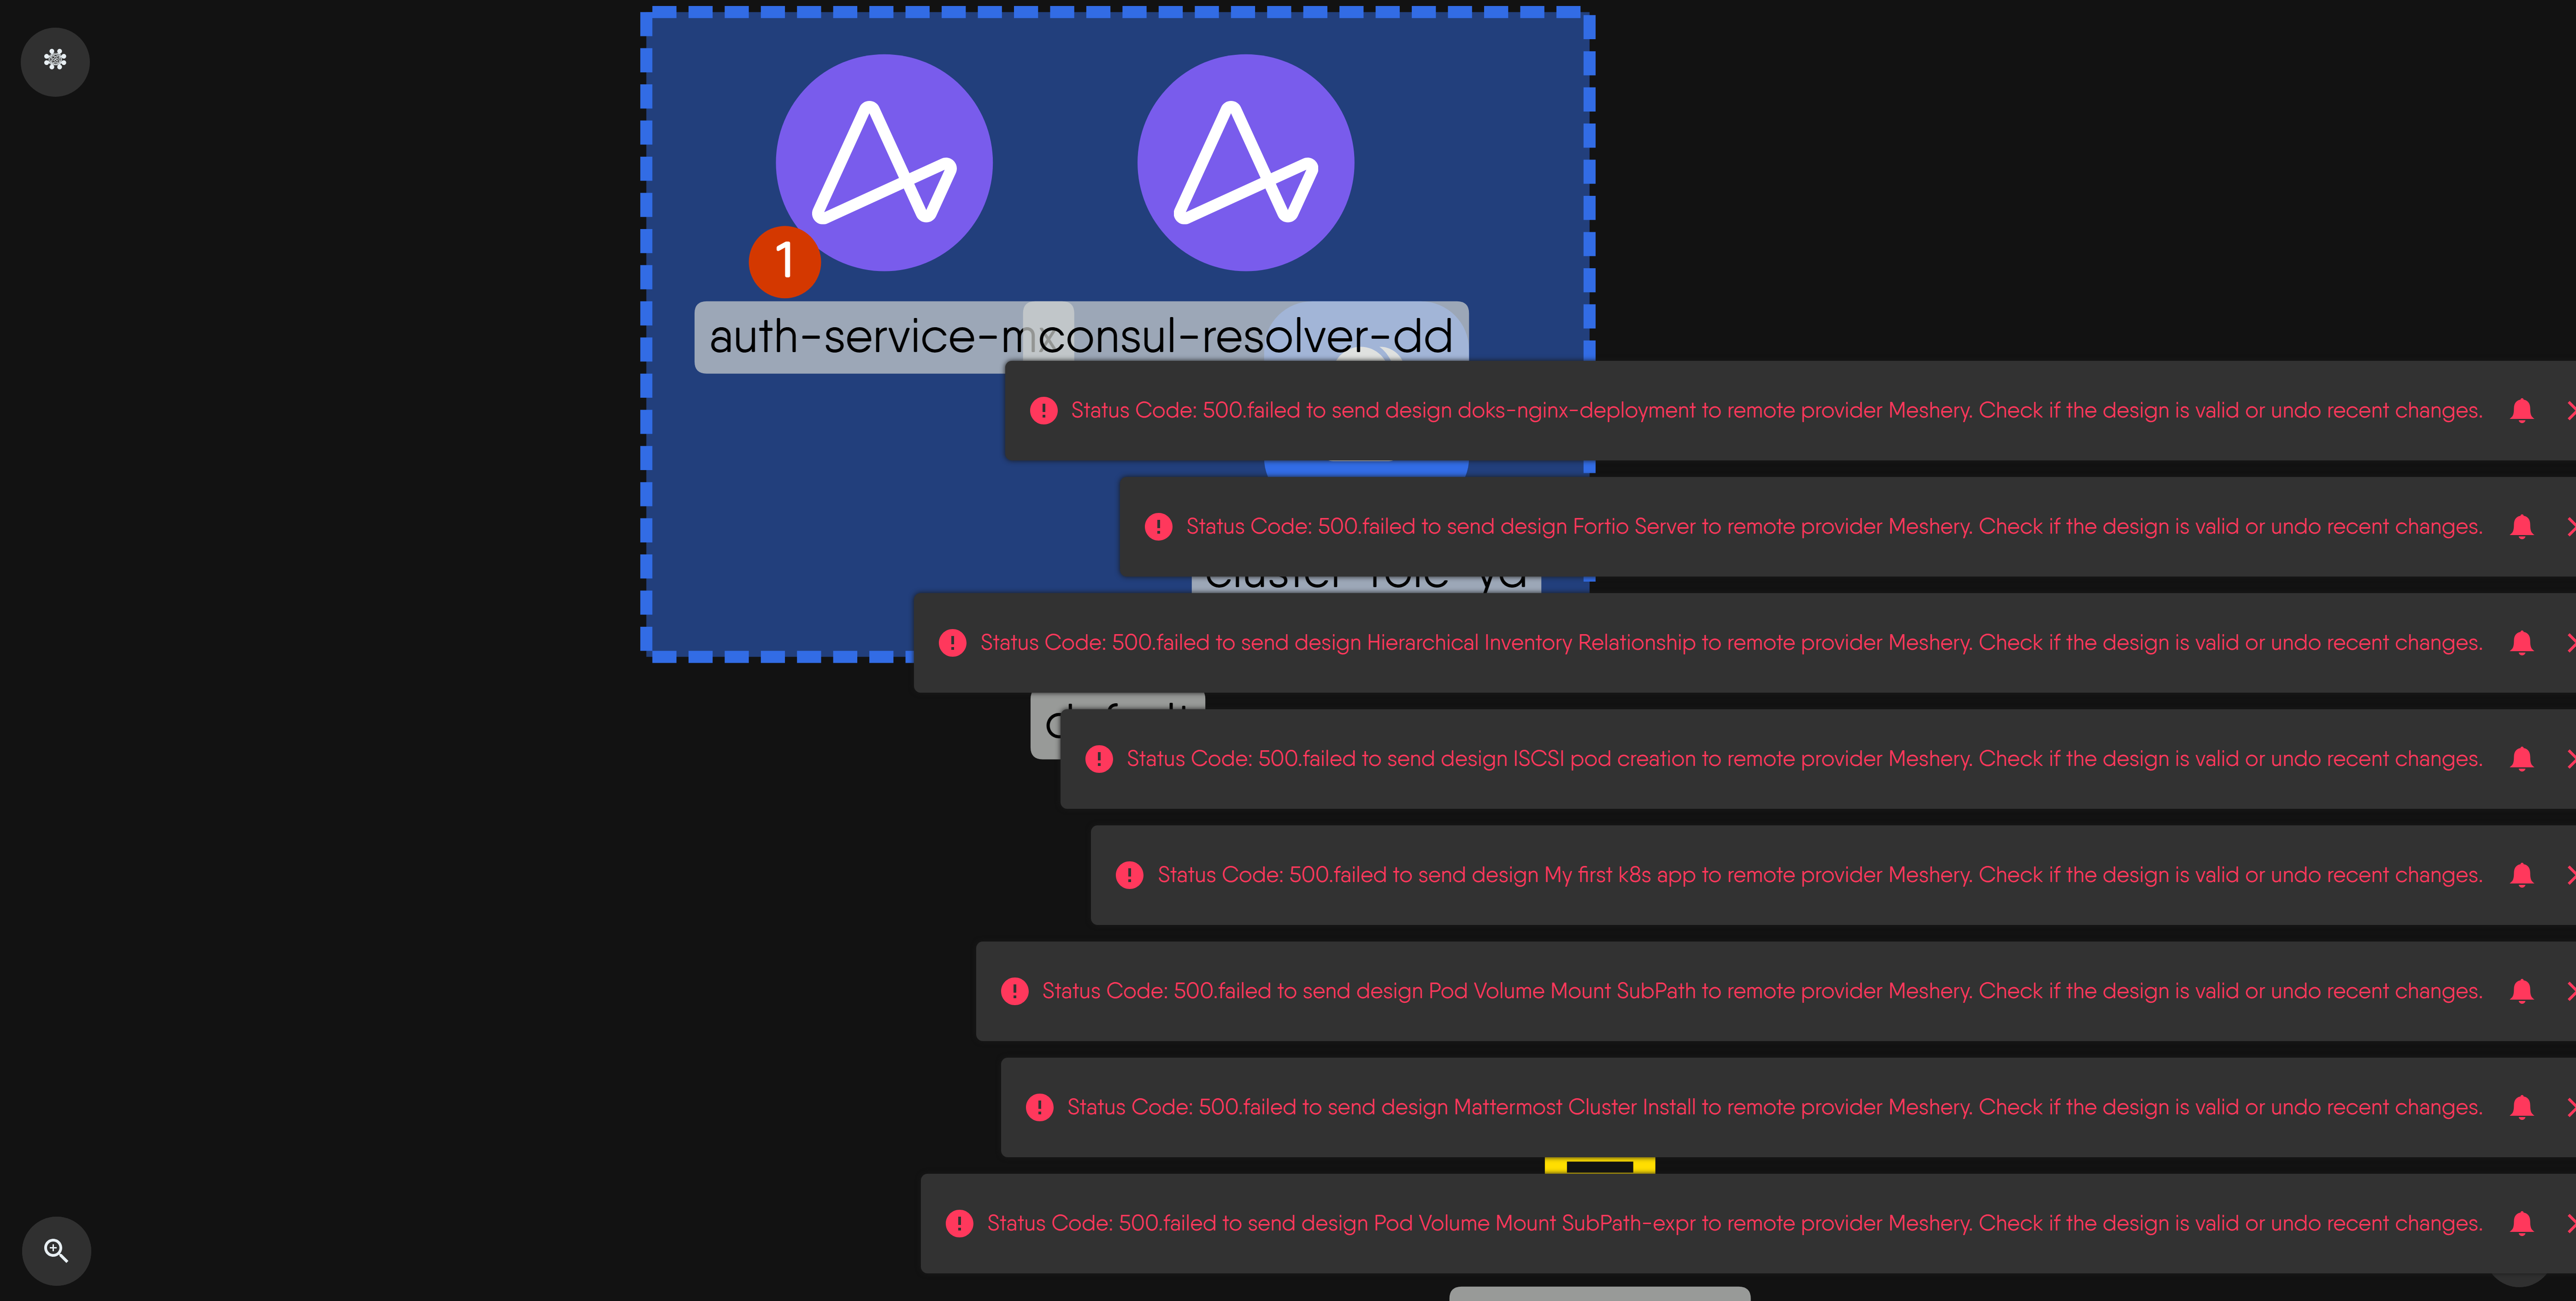 1
auth-service-mxconsul-resolver-dd
Status Code: 500.failed to send design doks-nginx-deployment to remote provider Meshery. Check if the design is valid or undo recent changes.
Status Code: 500.failed to send design Fortio Server to remote provider Meshery. Check if the design is valid or undo recent changes.
cluster-role-yd
Status Code: 500.failed to send design Hierarchical Inventory Relationship to remote provider Meshery. Check if the design is valid or undo recent changes.
default
Status Code: 500.failed to send design ISCSI pod creation to remote provider Meshery. Check if the design is valid or undo recent changes.
Status Code: 500.failed to send design My first k8s app to remote provider Meshery. Check if the design is valid or undo recent changes.
Status Code: 500.failed to send design Pod Volume Mount SubPath to remote provider Meshery. Check if the design is valid or undo recent changes.
Status Code: 500.failed to send design Mattermost Cluster Install to remote provider Meshery. Check if the design is valid or undo recent changes.
Status Code: 500.failed to send design Pod Volume Mount SubPath-expr to remote provider Meshery. Check if the design is valid or undo recent changes.